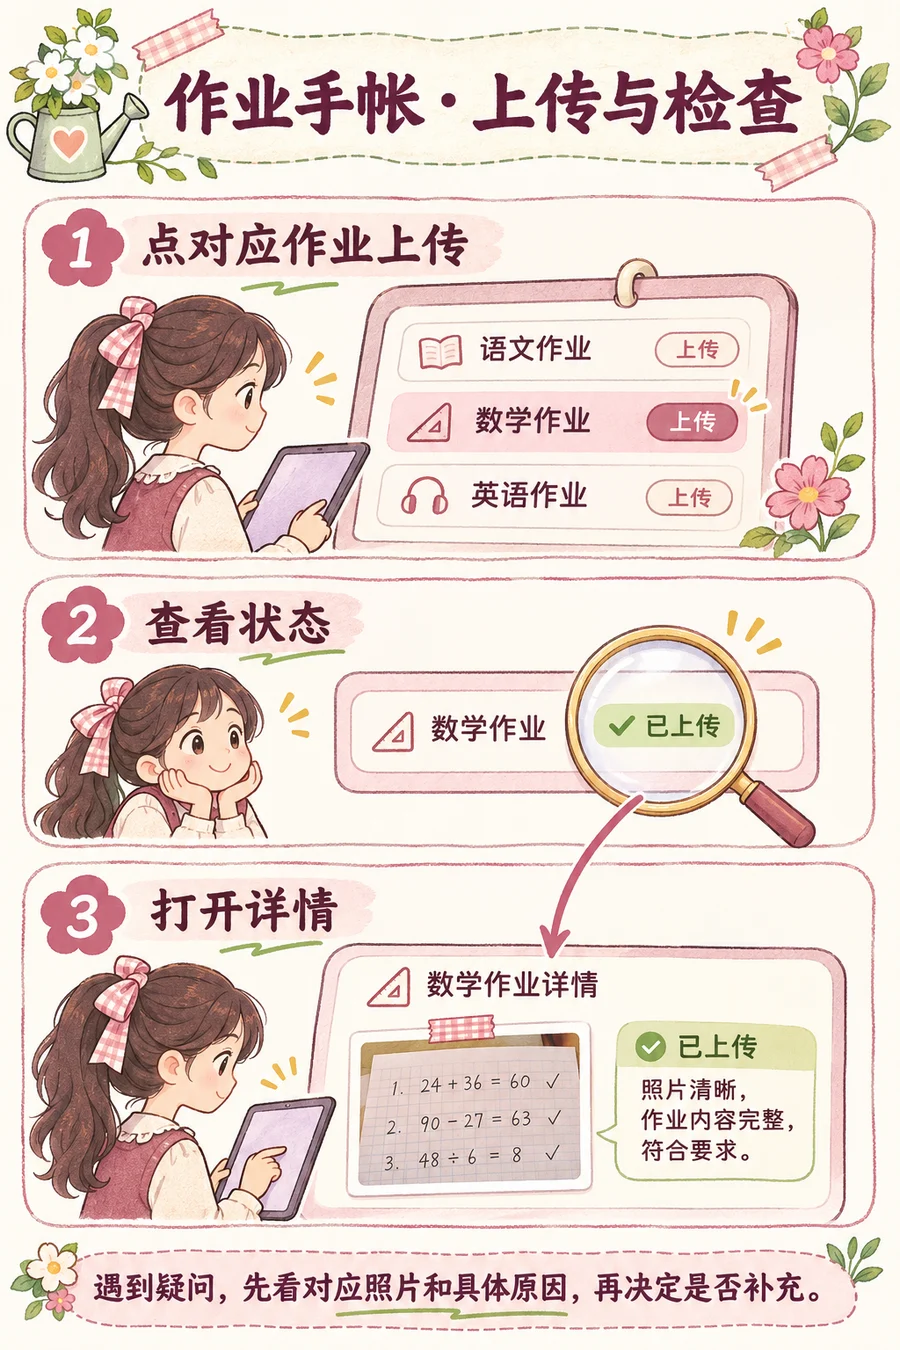 作业手帐·上传与检查
1 点对应作业上传
语文作业 上传
数学作业 上传
英语作业 上传
2 查看状态
数学作业 已上传
3 打开详情
数学作业详情
1. 24 + 36 = 60 ✓
2. 90 − 27 = 63 ✓
3. 48 ÷ 6 = 8 ✓
已上传
照片清晰，
作业内容完整，
符合要求。
遇到疑问，先看对应照片和具体原因，再决定是否补充。